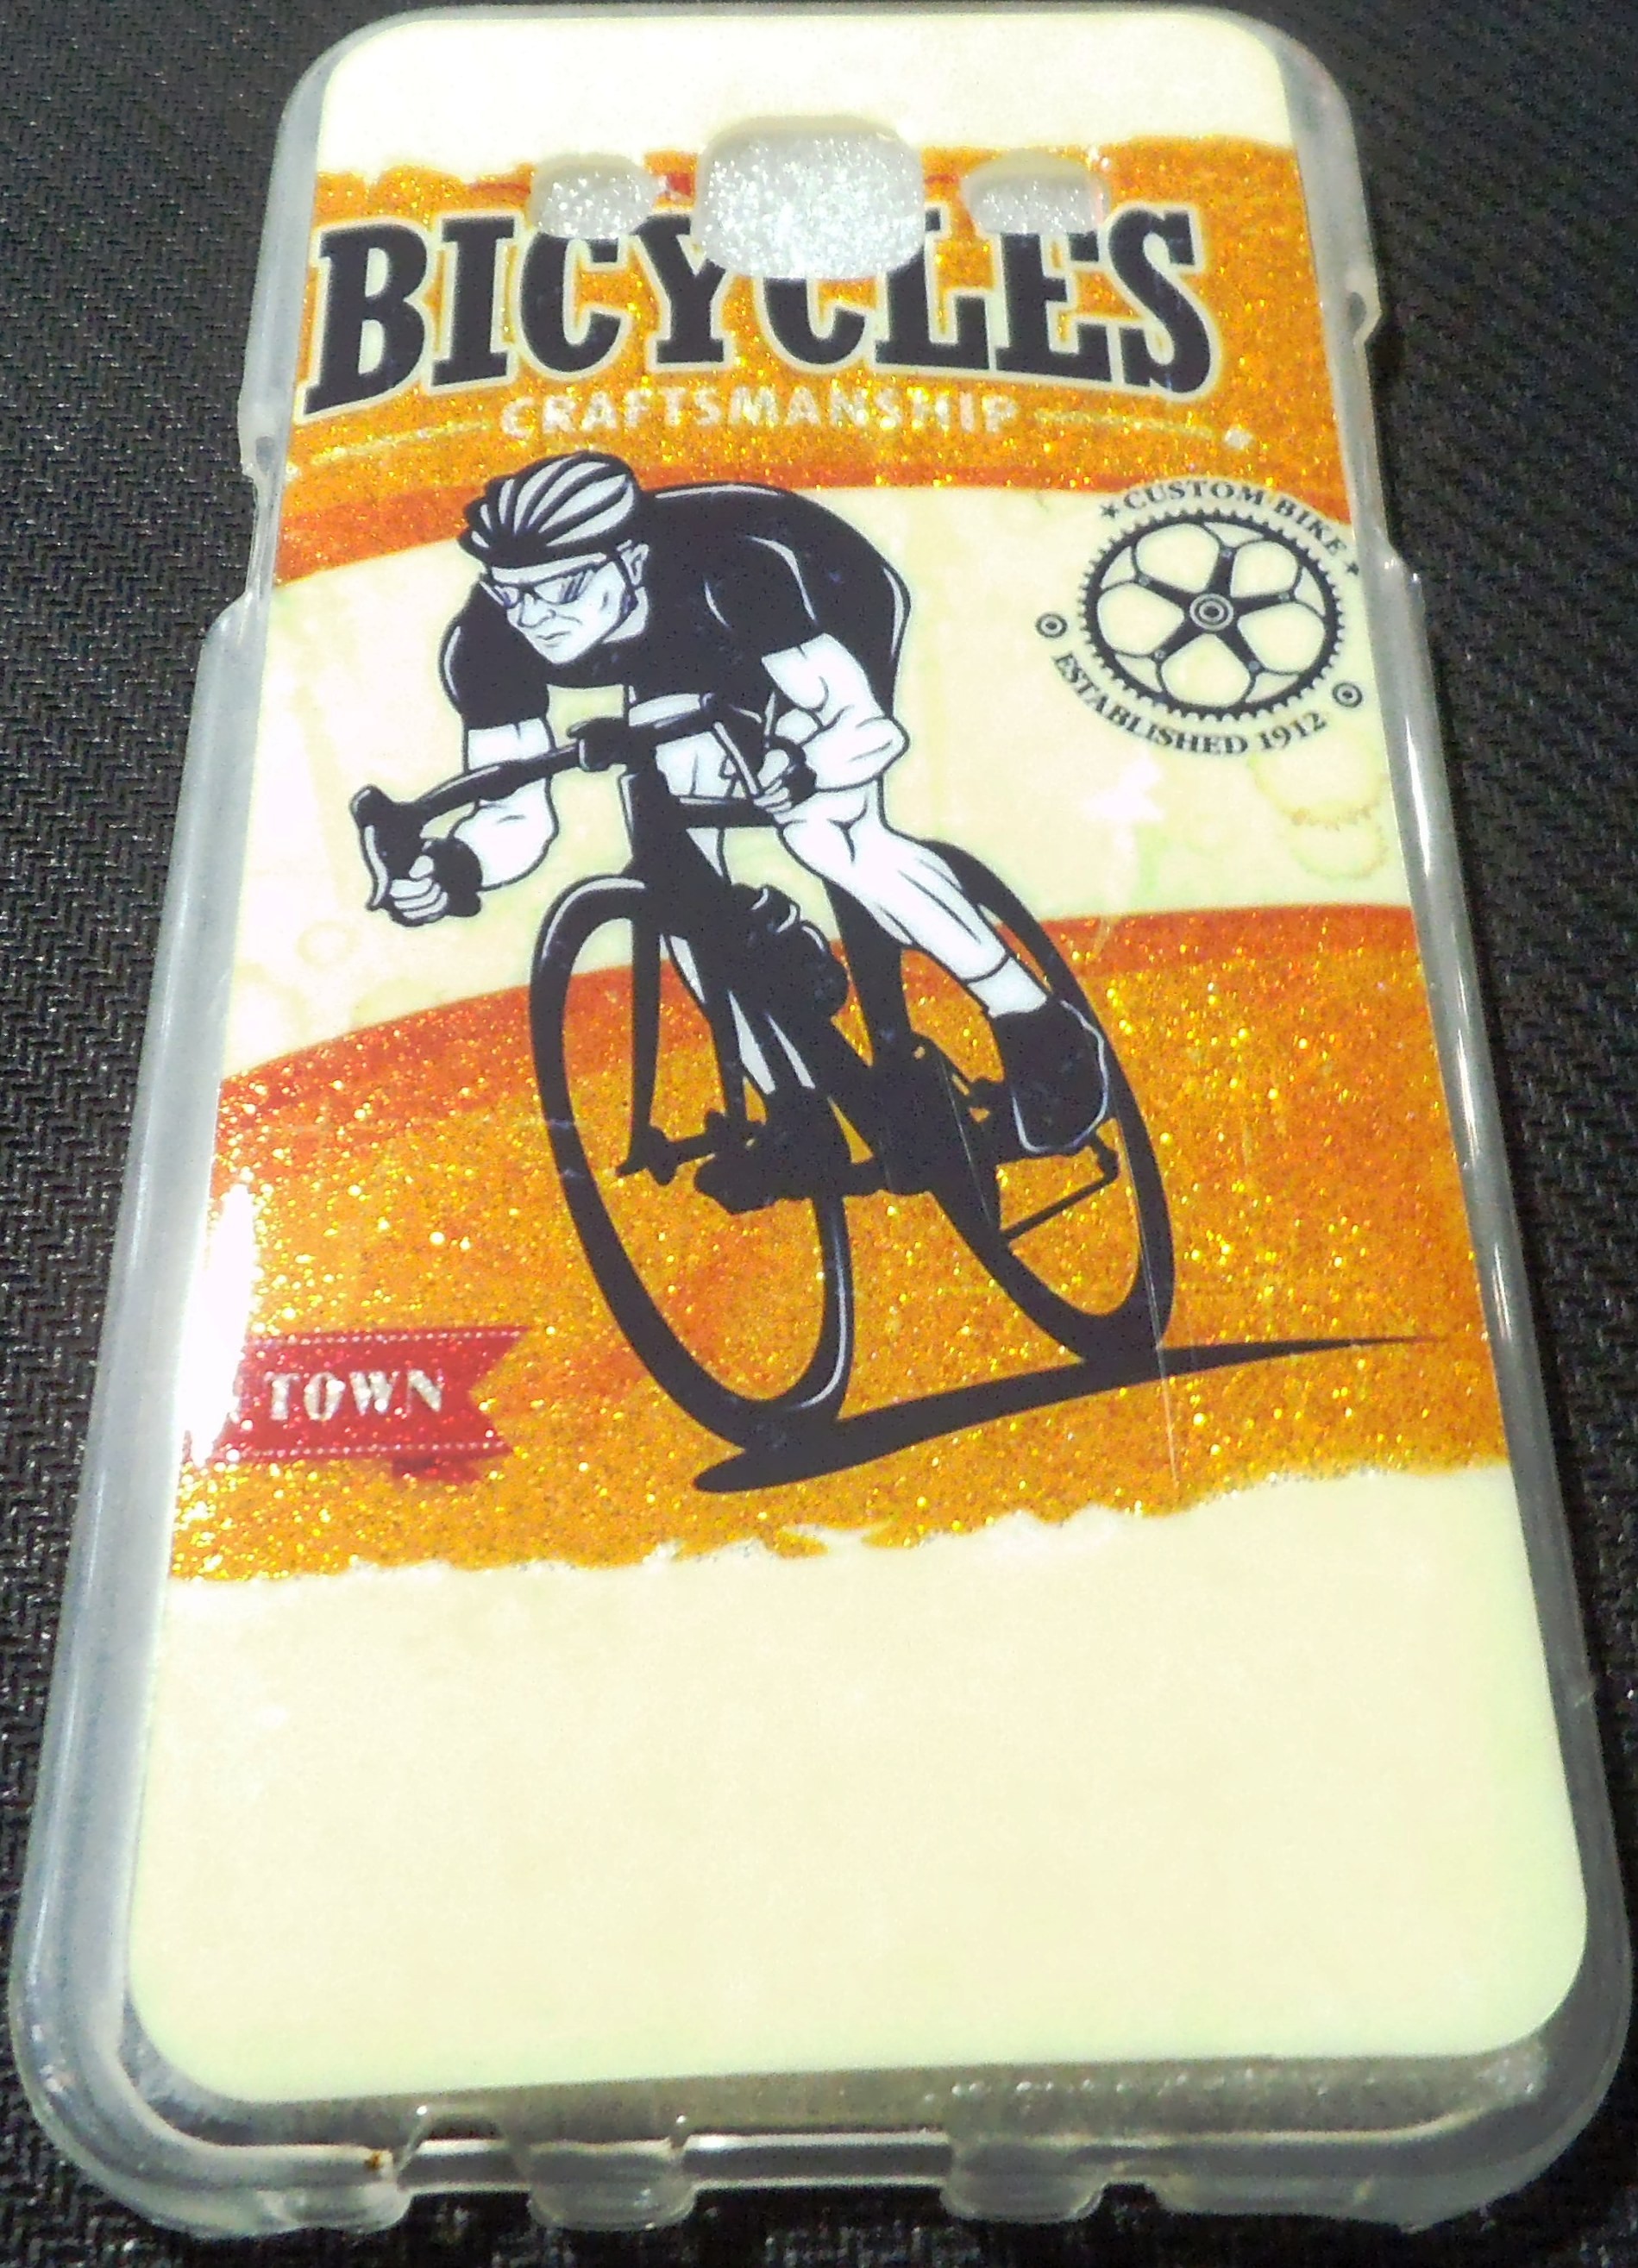 BICYCLES
CRAFTSMANSHIP
CUSTOM BIKE
ESTABLISHED 1912
TOWN